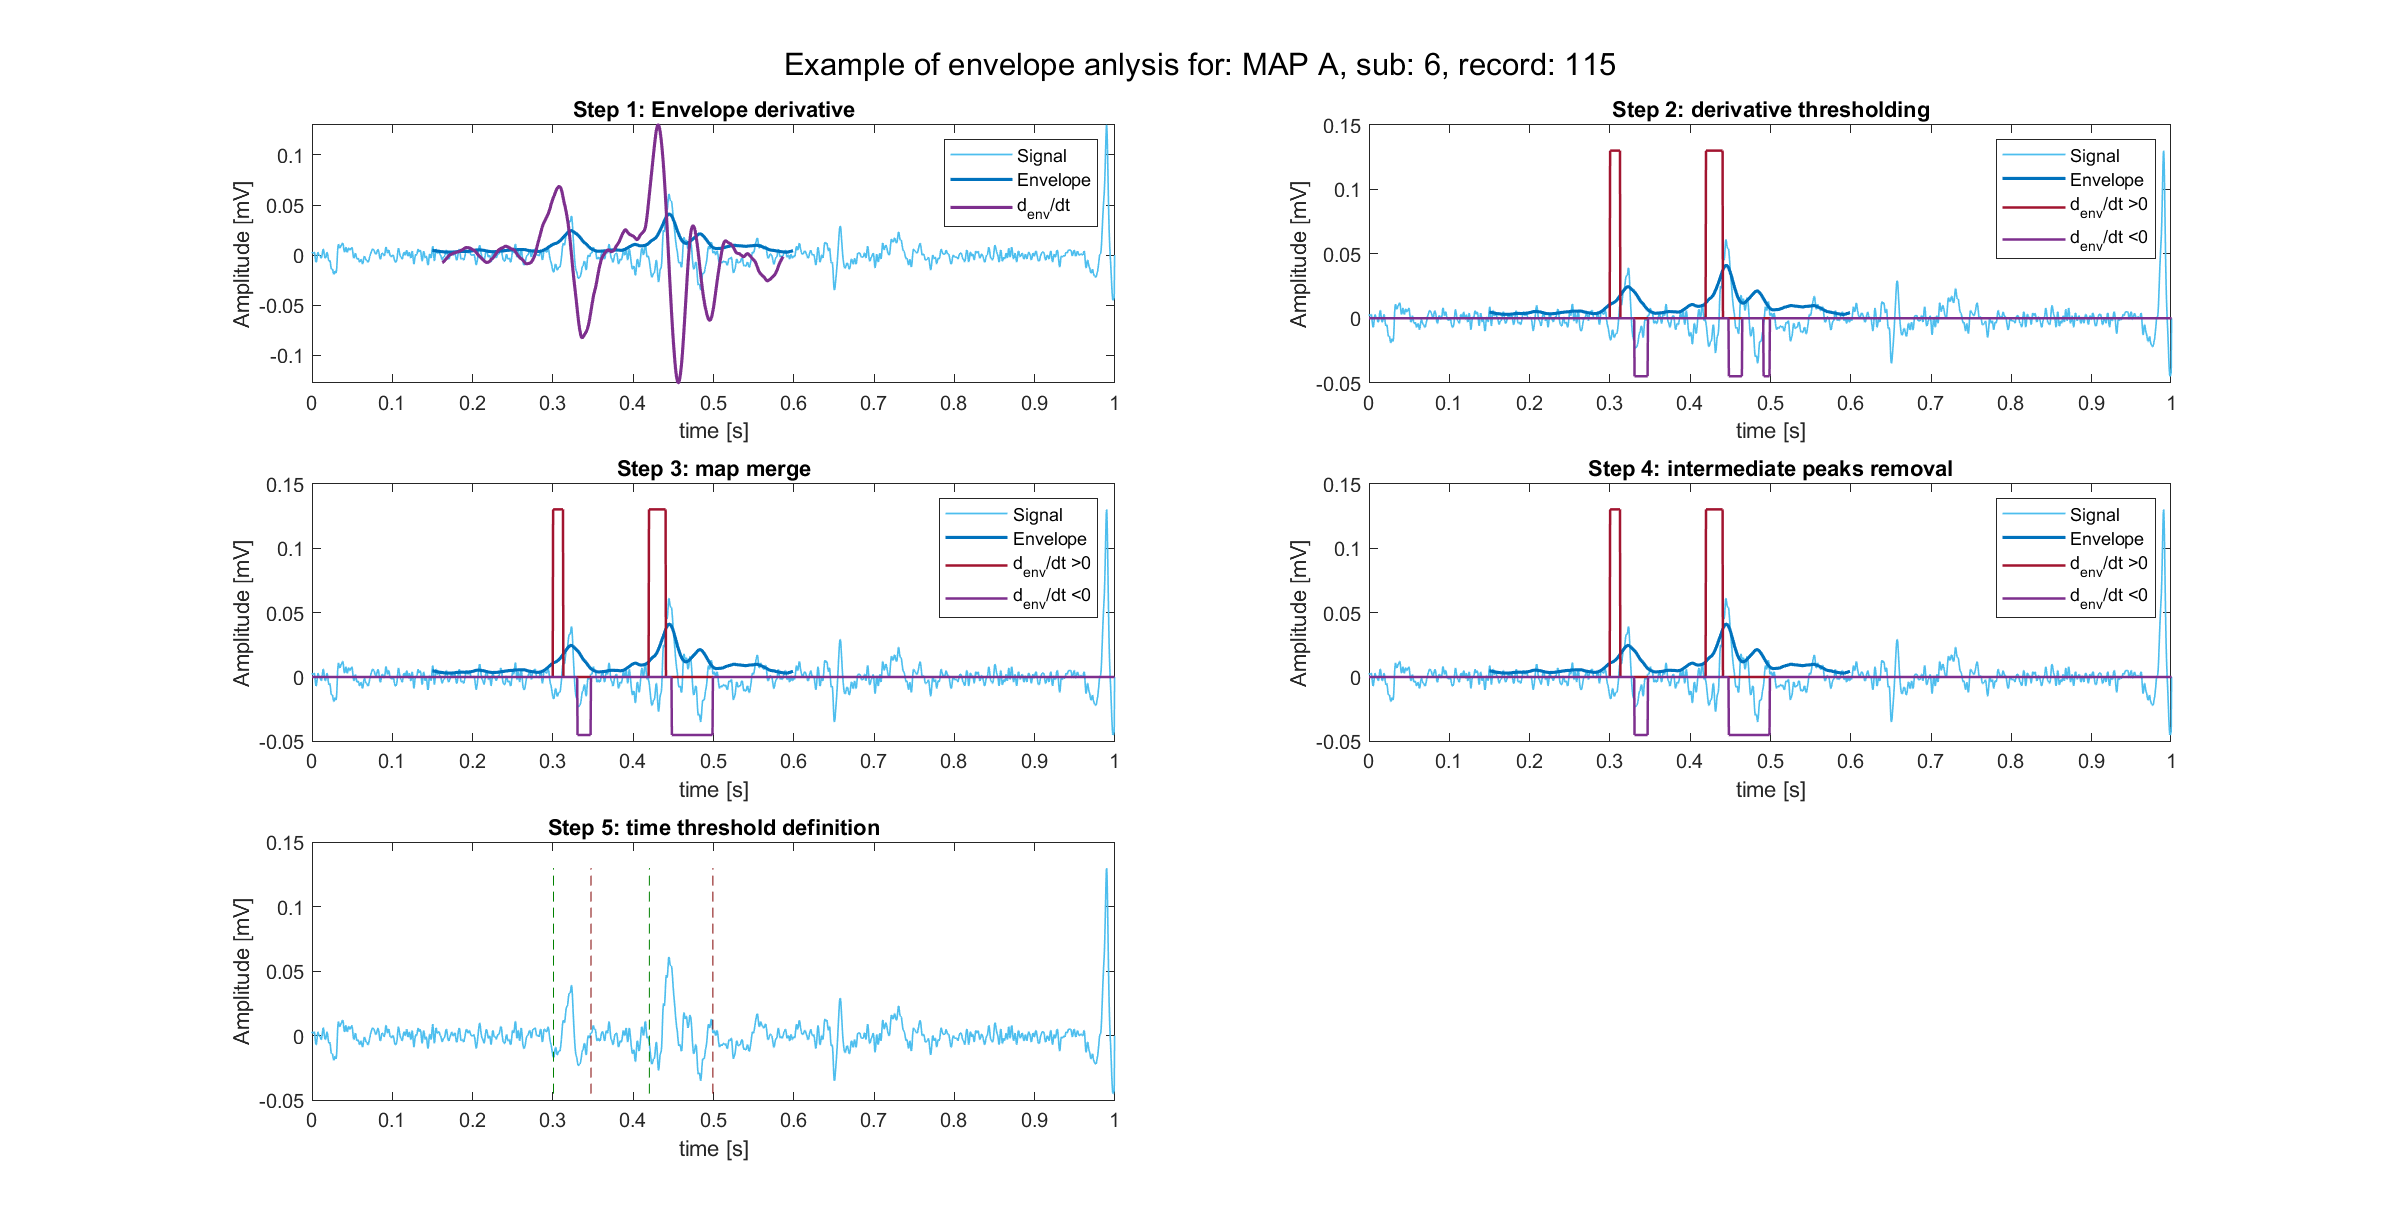 Example of envelope anlysis for: MAP A, sub: 6, record: 115
Step 1: Envelope derivative
Amplitude [mV]
0.1
0.05
0
-0.05
-0.1
0 0.1 0.2 0.3 0.4 0.5 0.6 0.7 0.8 0.9 1
time [s]
Signal
Envelope
d_env/dt
Step 2: derivative thresholding
Amplitude [mV]
0.15
0.1
0.05
0
-0.05
0 0.1 0.2 0.3 0.4 0.5 0.6 0.7 0.8 0.9 1
time [s]
Signal
Envelope
d_env/dt >0
d_env/dt <0
Step 3: map merge
Amplitude [mV]
0.15
0.1
0.05
0
-0.05
0 0.1 0.2 0.3 0.4 0.5 0.6 0.7 0.8 0.9 1
time [s]
Signal
Envelope
d_env/dt >0
d_env/dt <0
Step 4: intermediate peaks removal
Amplitude [mV]
0.15
0.1
0.05
0
-0.05
0 0.1 0.2 0.3 0.4 0.5 0.6 0.7 0.8 0.9 1
time [s]
Signal
Envelope
d_env/dt >0
d_env/dt <0
Step 5: time threshold definition
Amplitude [mV]
0.15
0.1
0.05
0
-0.05
0 0.1 0.2 0.3 0.4 0.5 0.6 0.7 0.8 0.9 1
time [s]